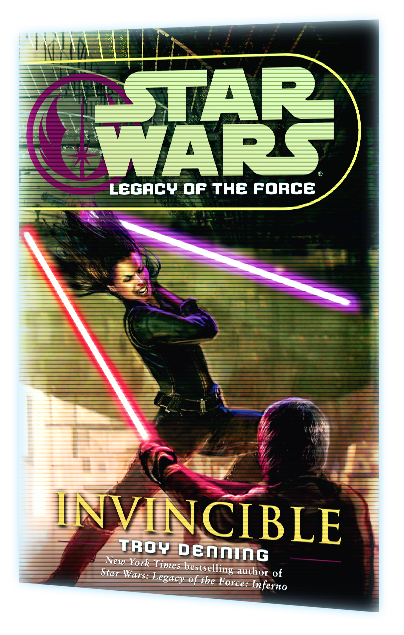 STAR
WARS
LEGACY OF THE FORCE
INVINCIBLE
TROY DENNING
New York Times bestselling author of
Star Wars: Legacy of the Force: Inferno